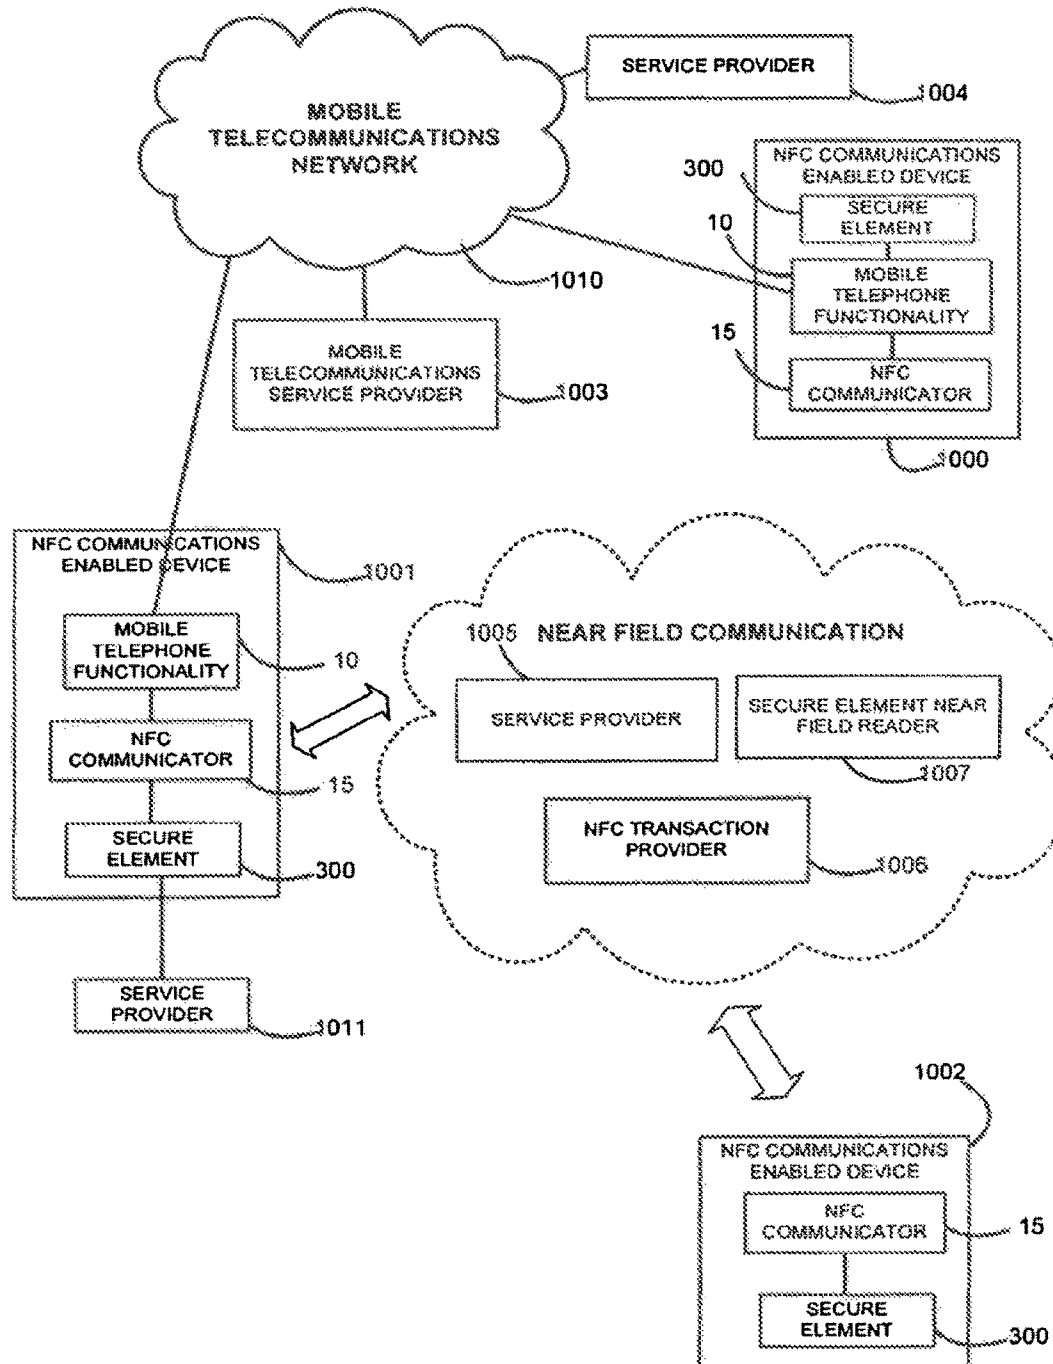 MOBILE
TELECOMMUNICATIONS
NETWORK
SERVICE PROVIDER
1004
NFC COMMUNICATIONS
ENABLED DEVICE
300
SECURE
ELEMENT
10
MOBILE
TELEPHONE
FUNCTIONALITY
15
NFC
COMMUNICATOR
1000
1010
MOBILE
TELECOMMUNICATIONS
SERVICE PROVIDER
1003
NFC COMMUNICATIONS
ENABLED DEVICE
1001
MOBILE
TELEPHONE
FUNCTIONALITY
10
NFC
COMMUNICATOR
15
SECURE
ELEMENT
300
SERVICE
PROVIDER
1011
1005
NEAR FIELD COMMUNICATION
SERVICE PROVIDER
SECURE ELEMENT NEAR
FIELD READER
1007
NFC TRANSACTION
PROVIDER
1006
1002
NFC COMMUNICATIONS
ENABLED DEVICE
NFC
COMMUNICATOR
15
SECURE
ELEMENT
300